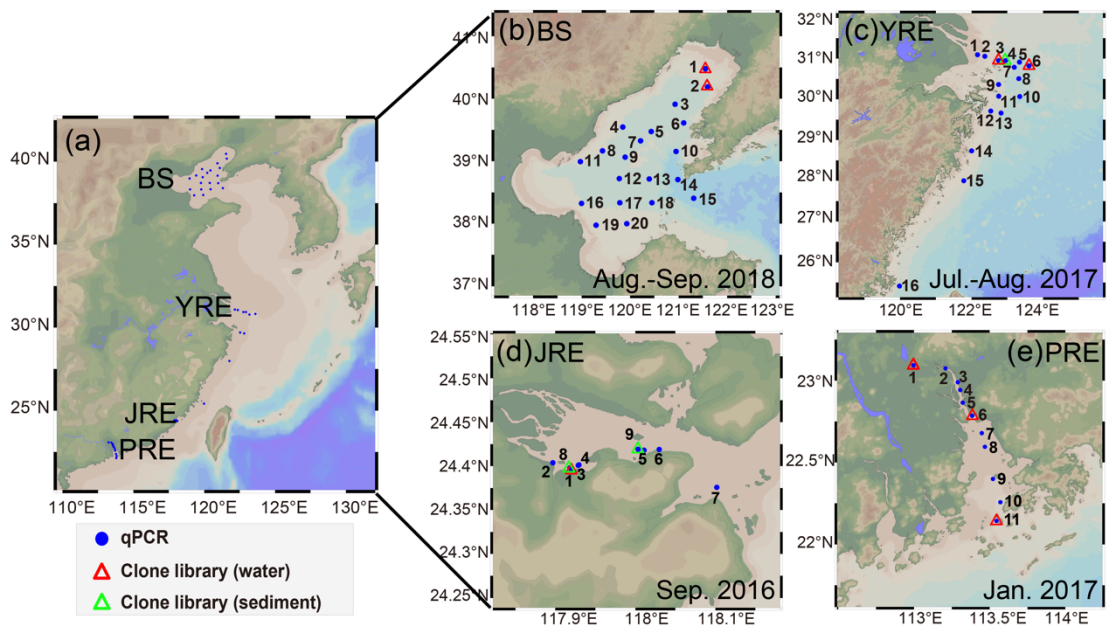 (a)
40°N
35°N
30°N
25°N
BS
YRE
JRE
PRE
110°E 115°E 120°E 125°E 130°E
qPCR
Clone library (water)
Clone library (sediment)
(b)BS
41°N
40°N
39°N
38°N
37°N
1
2
3
4
5
6
7
8
9
10
11
12
13
14
15
16
17
18
19
20
Aug.-Sep. 2018
118°E 119°E 120°E 121°E 122°E 123°E
(c)YRE
32°N
31°N
30°N
29°N
28°N
27°N
26°N
1 2 3 4 5
6
7
8
9
10
11
12
13
14
15
16
Jul.-Aug. 2017
120°E 122°E 124°E
(d)JRE
24.55°N
24.5°N
24.45°N
24.4°N
24.35°N
24.3°N
24.25°N
9
8
4
5
6
2
3
1
7
Sep. 2016
117.9°E 118°E 118.1°E
(e)PRE
23°N
22.5°N
22°N
1
2
3
4
5
6
7
8
9
10
11
Jan. 2017
113°E 113.5°E 114°E